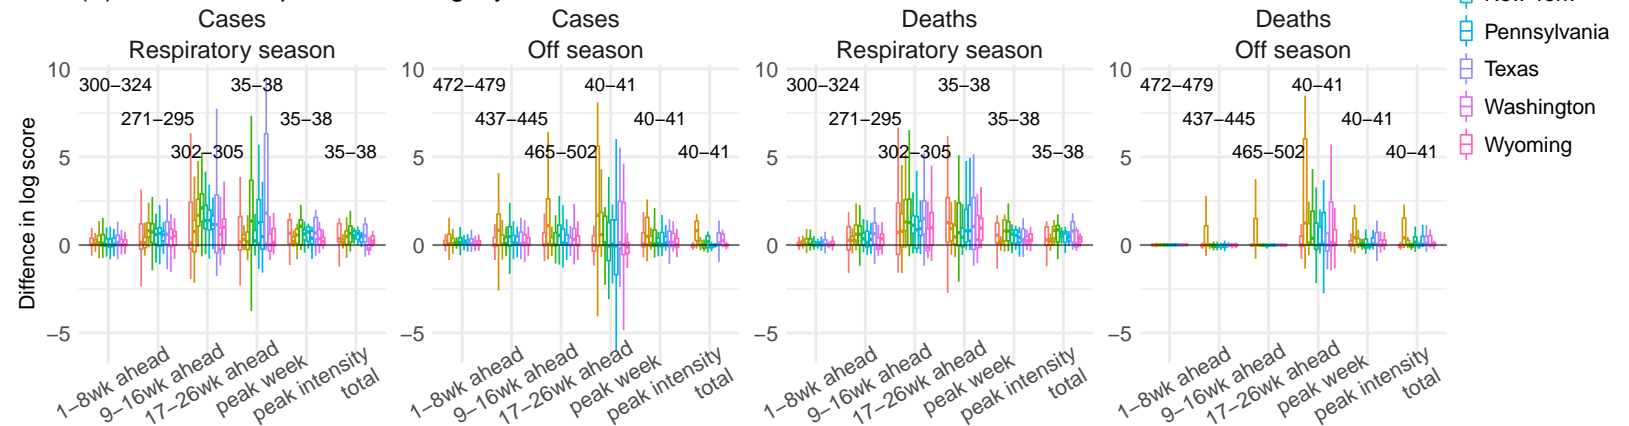 Cases
Respiratory season
Cases
Off season
Deaths
Respiratory season
Deaths
Off season
Pennsylvania
Texas
Washington
Wyoming
Diffence in log score
10
5
0
−5
300−324
271−295
302−305
35−38
35−38
35−38
1−8wk ahead
9−16wk ahead
17−26wk ahead
peak week
peak intensity
total
10
5
0
−5
472−479
437−445
465−502
40−41
40−41
40−41
1−8wk ahead
9−16wk ahead
17−26wk ahead
peak week
peak intensity
total
10
5
0
−5
300−324
271−295
302−305
35−38
35−38
35−38
1−8wk ahead
9−16wk ahead
17−26wk ahead
peak week
peak intensity
total
10
5
0
−5
472−479
437−445
465−502
40−41
40−41
40−41
1−8wk ahead
9−16wk ahead
17−26wk ahead
peak week
peak intensity
total